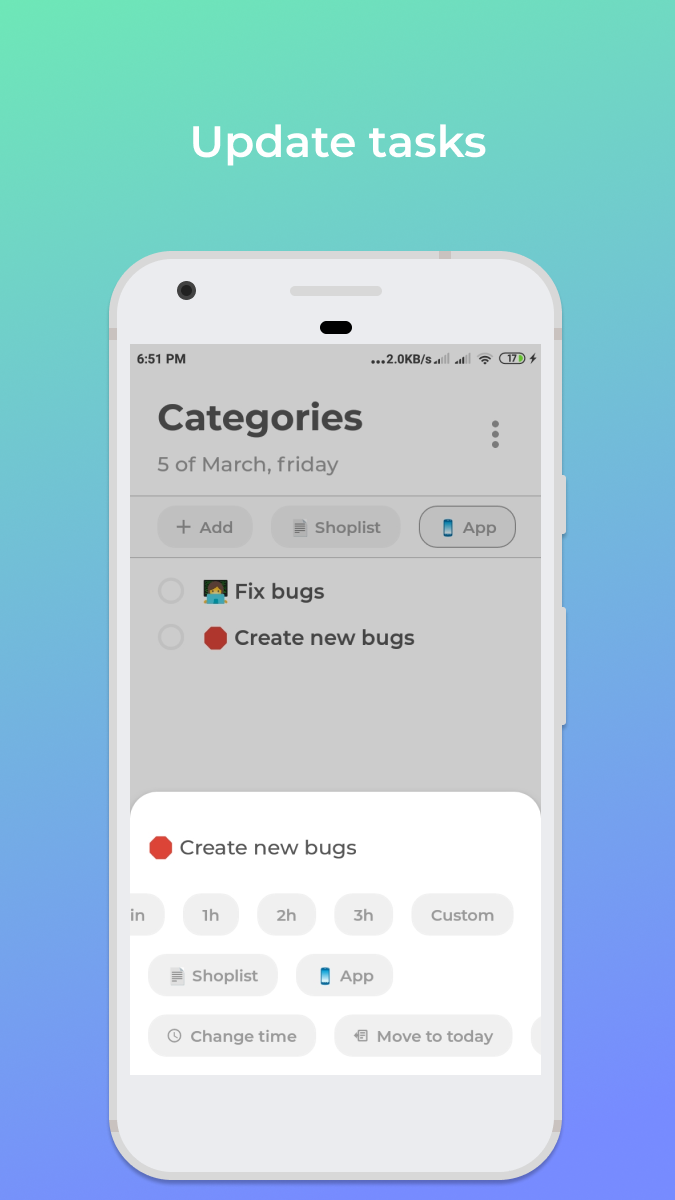 Update tasks
6:51 PM ...2.0KB/s 17
Categories
5 of March, friday
+ Add Shoplist App
Fix bugs
Create new bugs
Create new bugs
in 1h 2h 3h Custom
Shoplist App
Change time Move to today